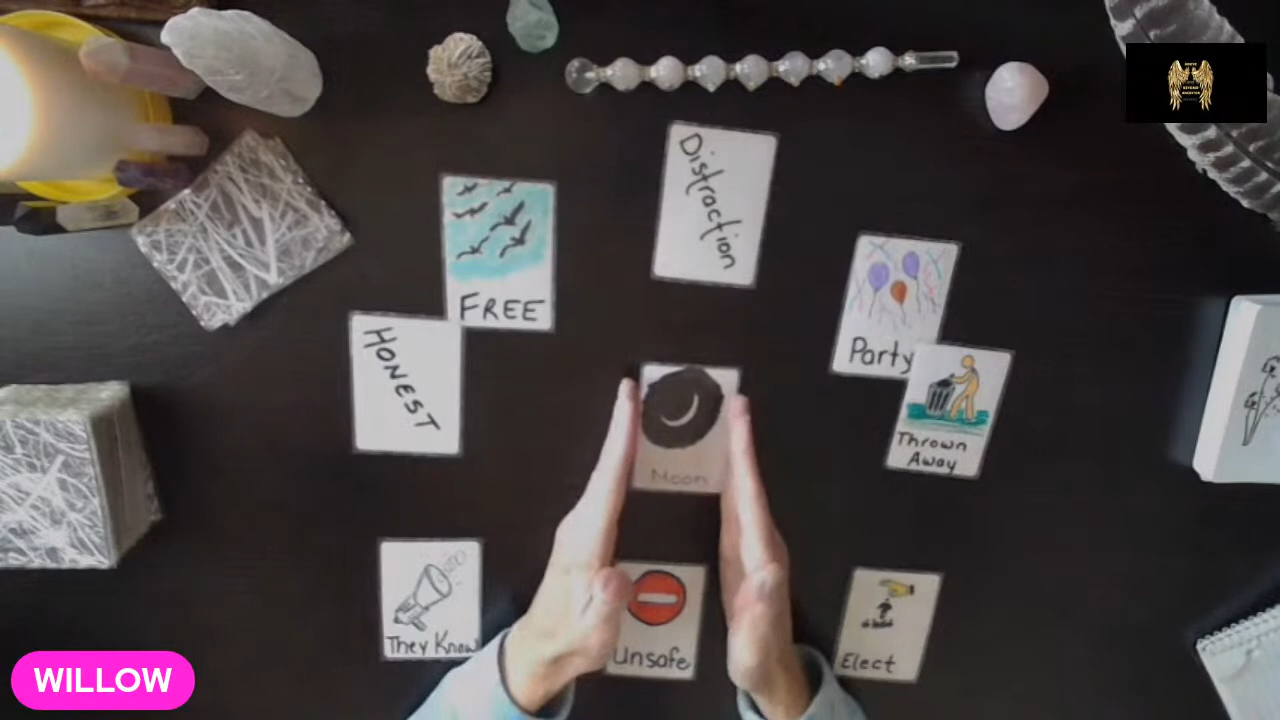 Distraction
FREE
HONEST
Party
Thrown
Away
Moon
They Know
Unsafe
Elect
WILLOW